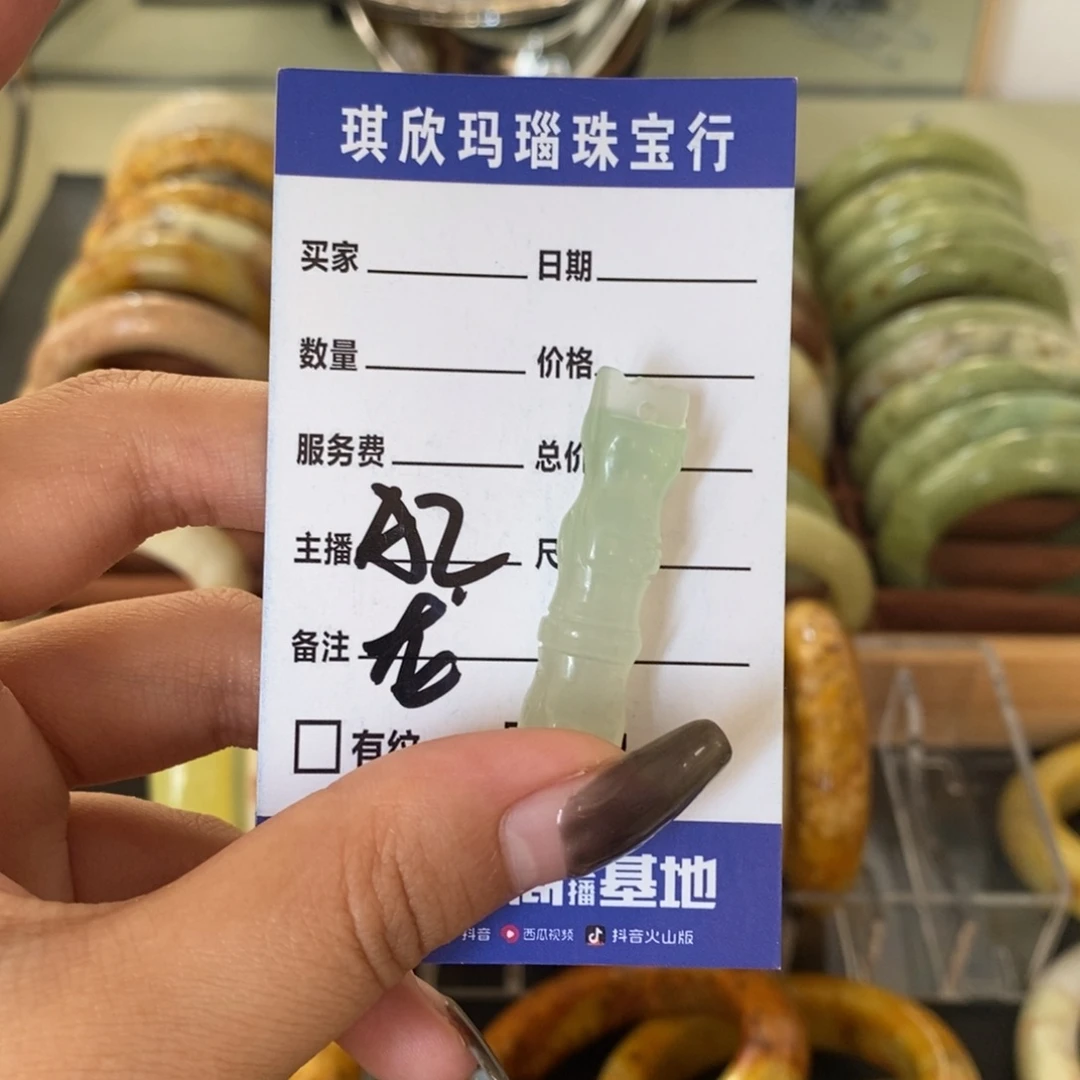 琪欣玛瑙珠宝行
买家 日期
数量 价格
服务费 总价
主播 尺
备注
有纹
播基地
抖音 西瓜视频 抖音火山版